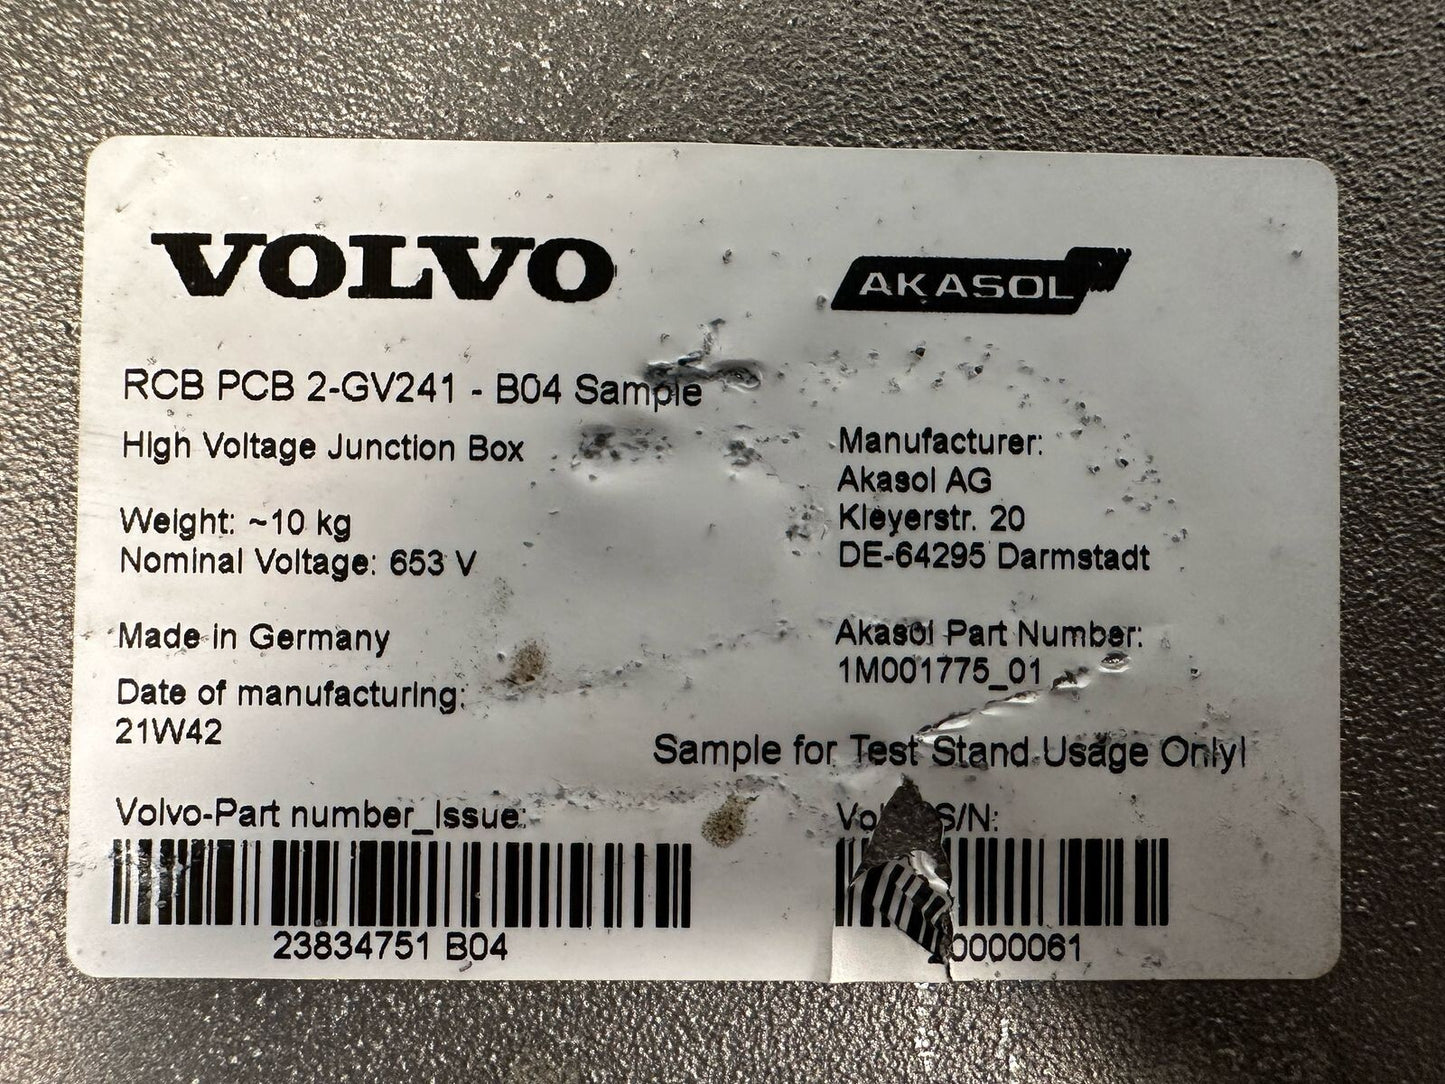 VOLVO
AKASOL
RCB PCB 2-GV241 - B04 Sample
High Voltage Junction Box
Weight: ~10 kg
Nominal Voltage: 653 V
Made in Germany
Date of manufacturing:
21W42
Manufacturer:
Akasol AG
Kleyerstr. 20
DE-64295 Darmstadt
Akasol Part Number:
1M001775_01
Sample for Test Stand Usage Only!
Volvo-Part number_Issue:
23834751 B04
S/N:
0000061